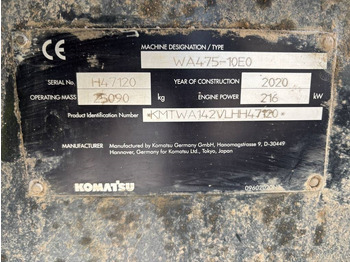 CE
MACHINE DESIGNATION / TYPE
WA475-10E0
SERIAL No. H47120 YEAR OF CONSTRUCTION 2020
OPERATING MASS 25090 kg ENGINE POWER 216 kW
Product Identification Number *KMTWA142VLHH47120*
MANUFACTURER Manufactured by Komatsu Germany GmbH, Hanomagstrasse 9, D-30449
Hannover, Germany for Komatsu Ltd., Tokyo, Japan
KOMATSU